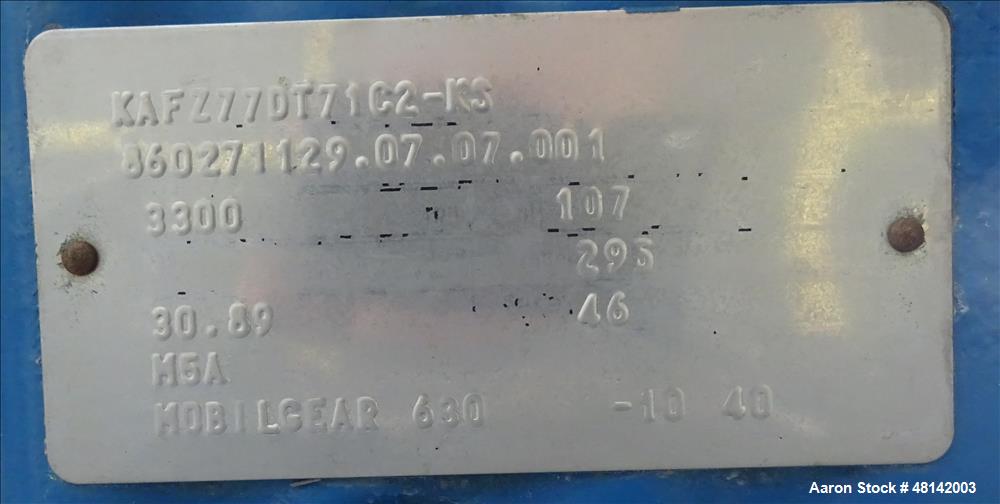 KAFZ77DT71C2-KS
860271129.07.07.001
3300 107
295
30.89 46
M5A
MOBILGEAR 630 -10 40
Aaron Stock # 48142003